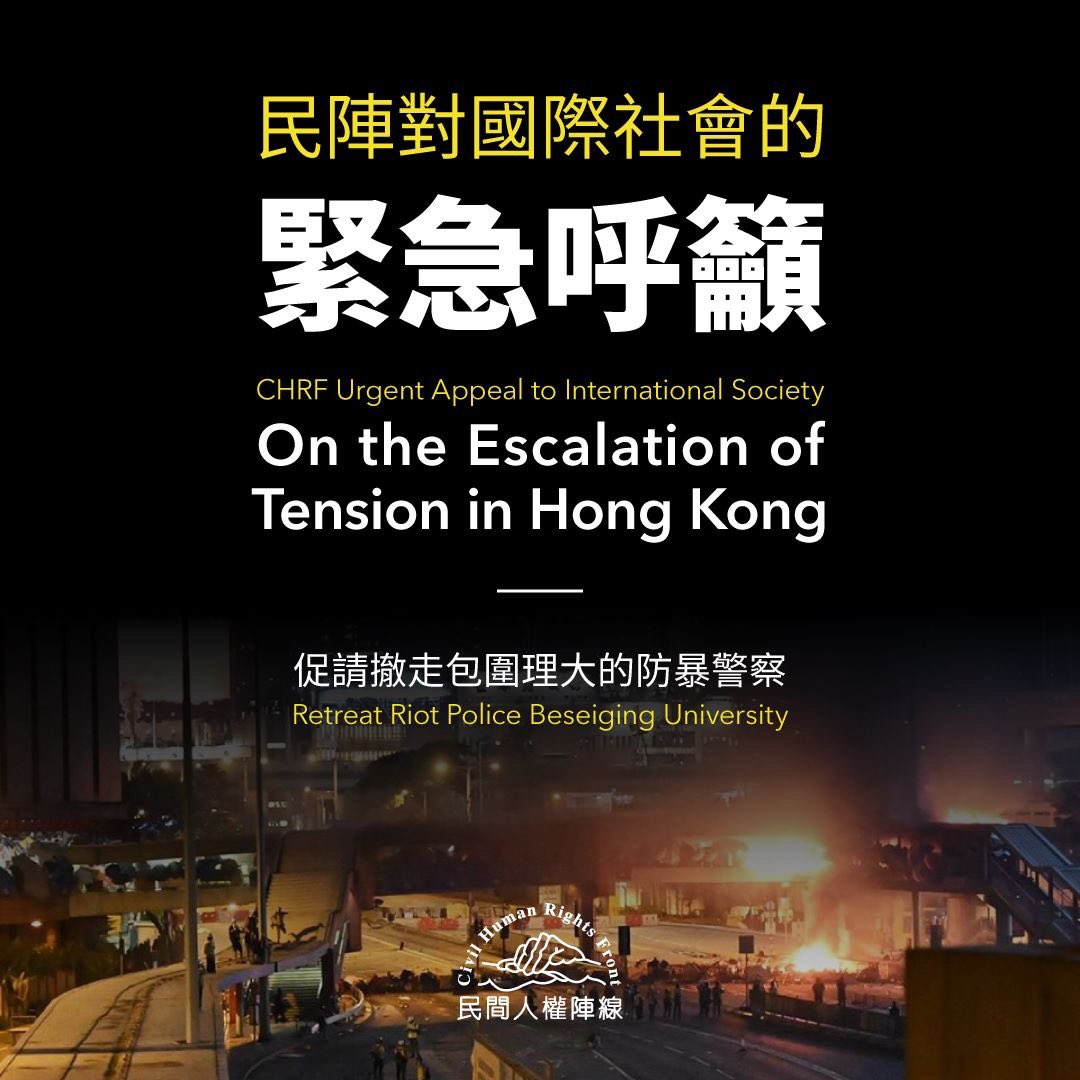 民陣對國際社會的
緊急呼籲
CHRF Urgent Appeal to International Society
On the Escalation of
Tension in Hong Kong
促請撤走包圍理大的防暴警察
Retreat Riot Police Beseiging University
Civil Human Rights Front
民間人權陣線